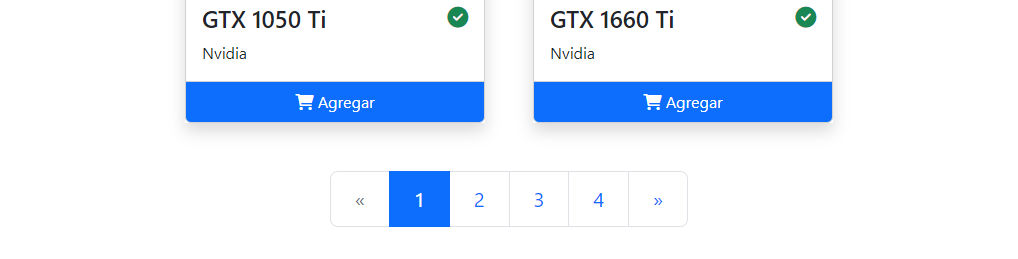 GTX 1050 Ti
Nvidia
Agregar
GTX 1660 Ti
Nvidia
Agregar
« 1 2 3 4 »